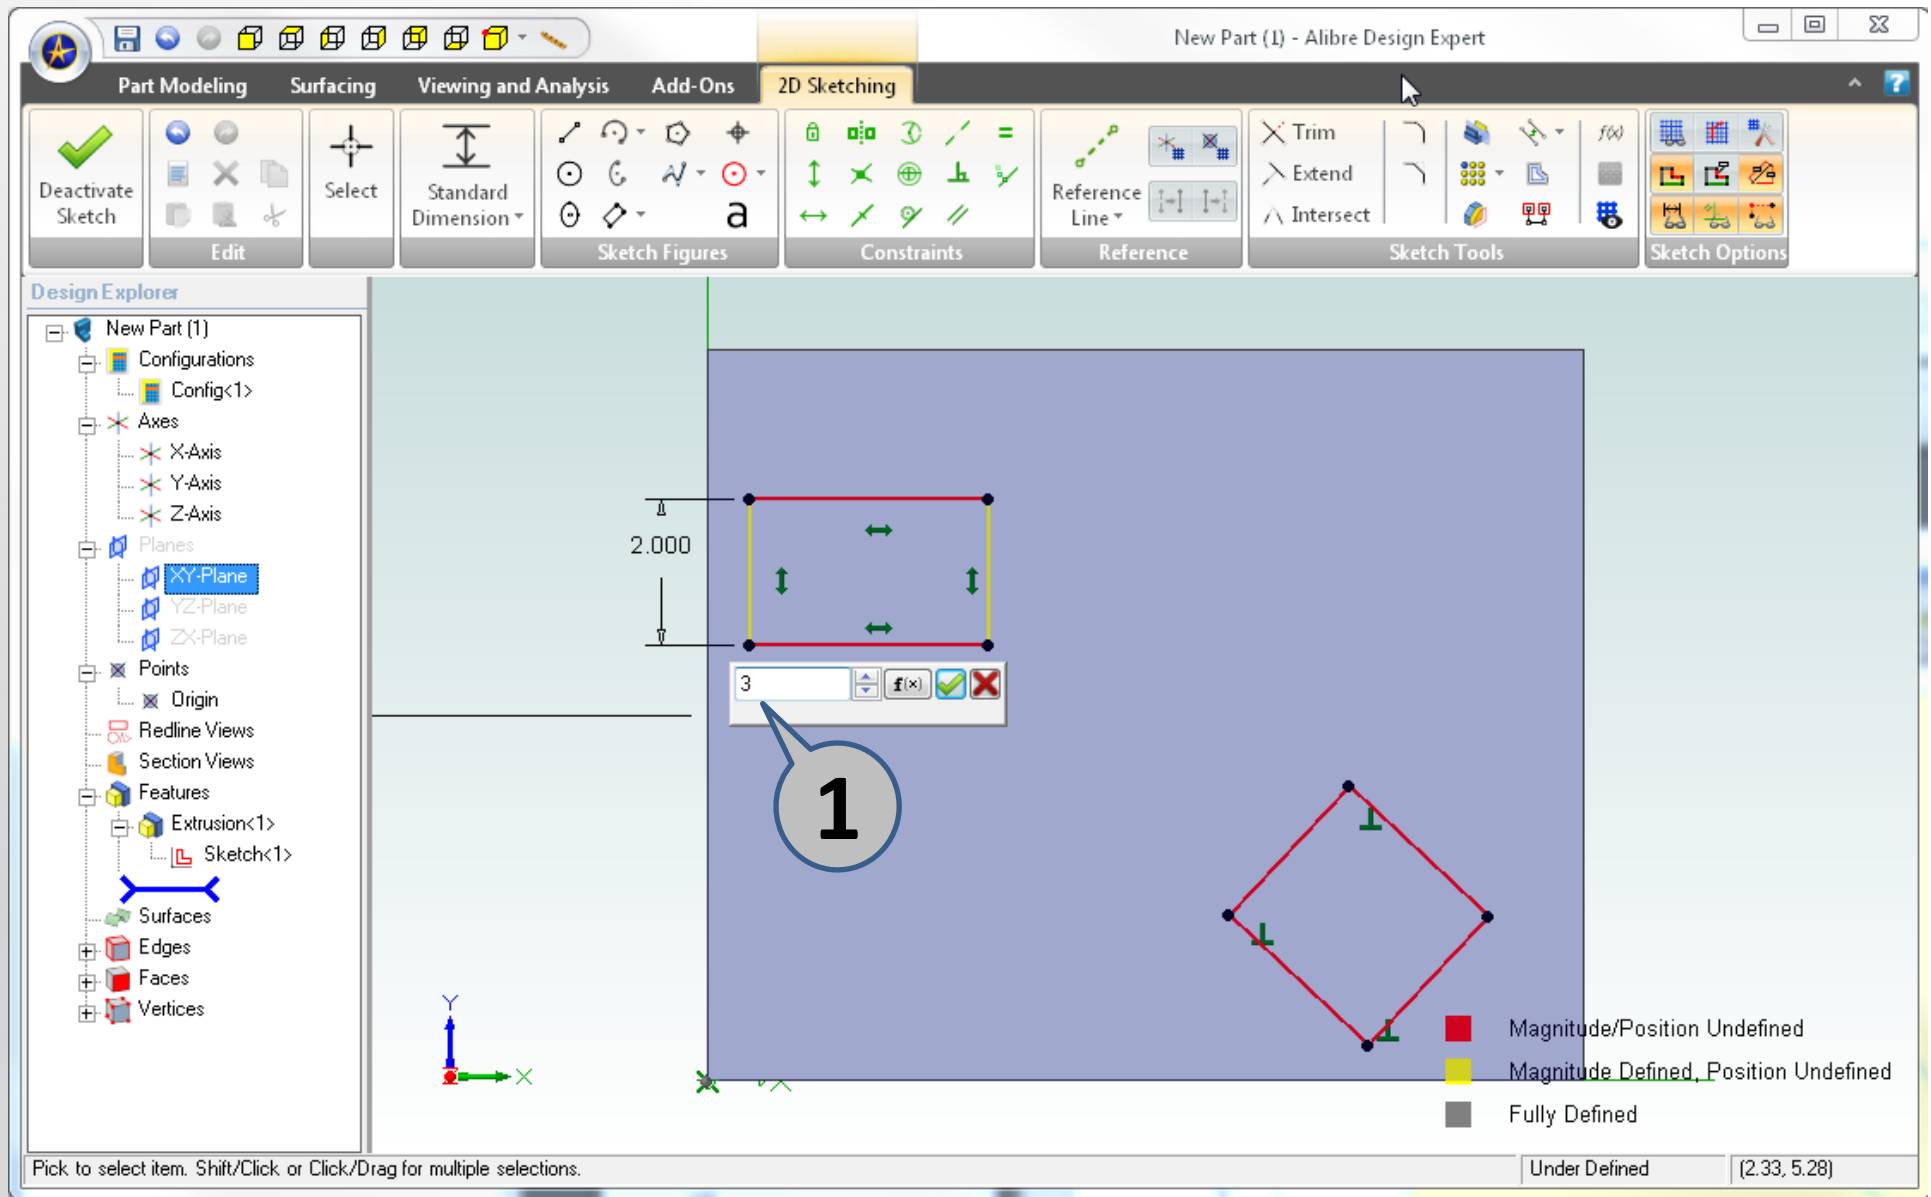 New Part (1) - Alibre Design Expert
Part Modeling Surfacing Viewing and Analysis Add-Ons 2D Sketching
Deactivate Sketch
Edit
Select
Standard Dimension
a
Sketch Figures
Constraints
Reference Line
Reference
Trim
Extend
Intersect
f(x)
Sketch Tools
Sketch Options
Design Explorer
New Part (1)
Configurations
Config<1>
Axes
X-Axis
Y-Axis
Z-Axis
Planes
XY-Plane
YZ-Plane
ZX-Plane
Points
Origin
Redline Views
Section Views
Features
Extrusion<1>
Sketch<1>
Surfaces
Edges
Faces
Vertices
2.000
3 f(x)
1
Y
X
Magnitude/Position Undefined
Magnitude Defined, Position Undefined
Fully Defined
Pick to select item. Shift/Click or Click/Drag for multiple selections.
Under Defined
(2.33, 5.28)